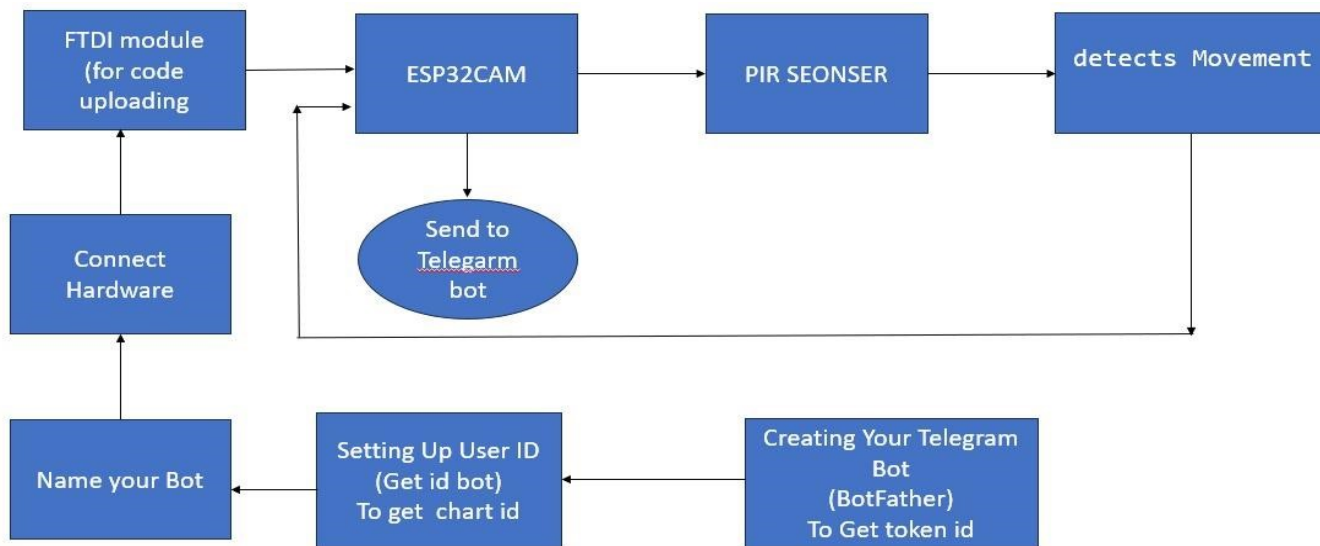 FTDI module
(for code
uploading
ESP32CAM
PIR SEONSER
detects Movement
Send to
Telegarm
bot
Connect
Hardware
Name your Bot
Setting Up User ID
(Get id bot)
To get chart id
Creating Your Telegram
Bot
(BotFather)
To Get token id